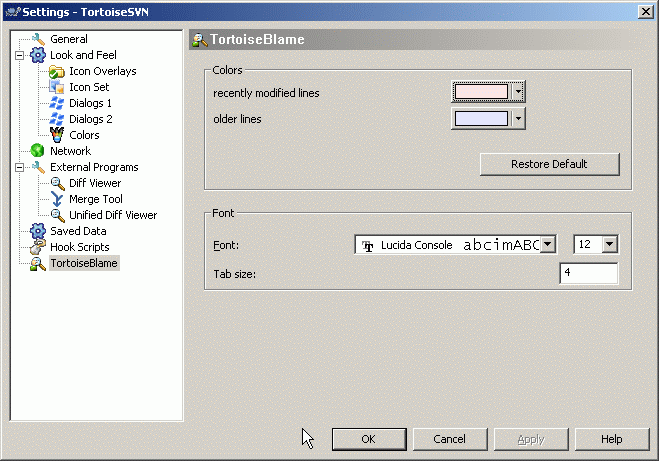 Settings - TortoiseSVN
General
Look and Feel
Icon Overlays
Icon Set
Dialogs 1
Dialogs 2
Colors
Network
External Programs
Diff Viewer
Merge Tool
Unified Diff Viewer
Saved Data
Hook Scripts
TortoiseBlame
TortoiseBlame
Colors
recently modified lines
older lines
Restore Default
Font
Font: Lucida Console abcimABC 12
Tab size: 4
OK Cancel Apply Help